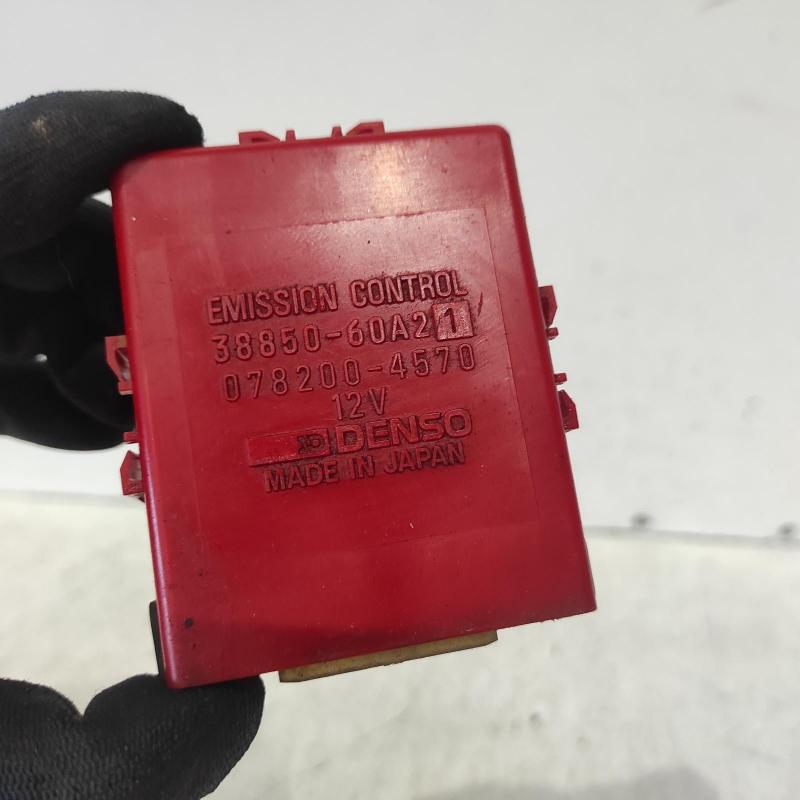 EMISSION CONTROL
38850-60A21
078200-4570
12V
DENSO
MADE IN JAPAN